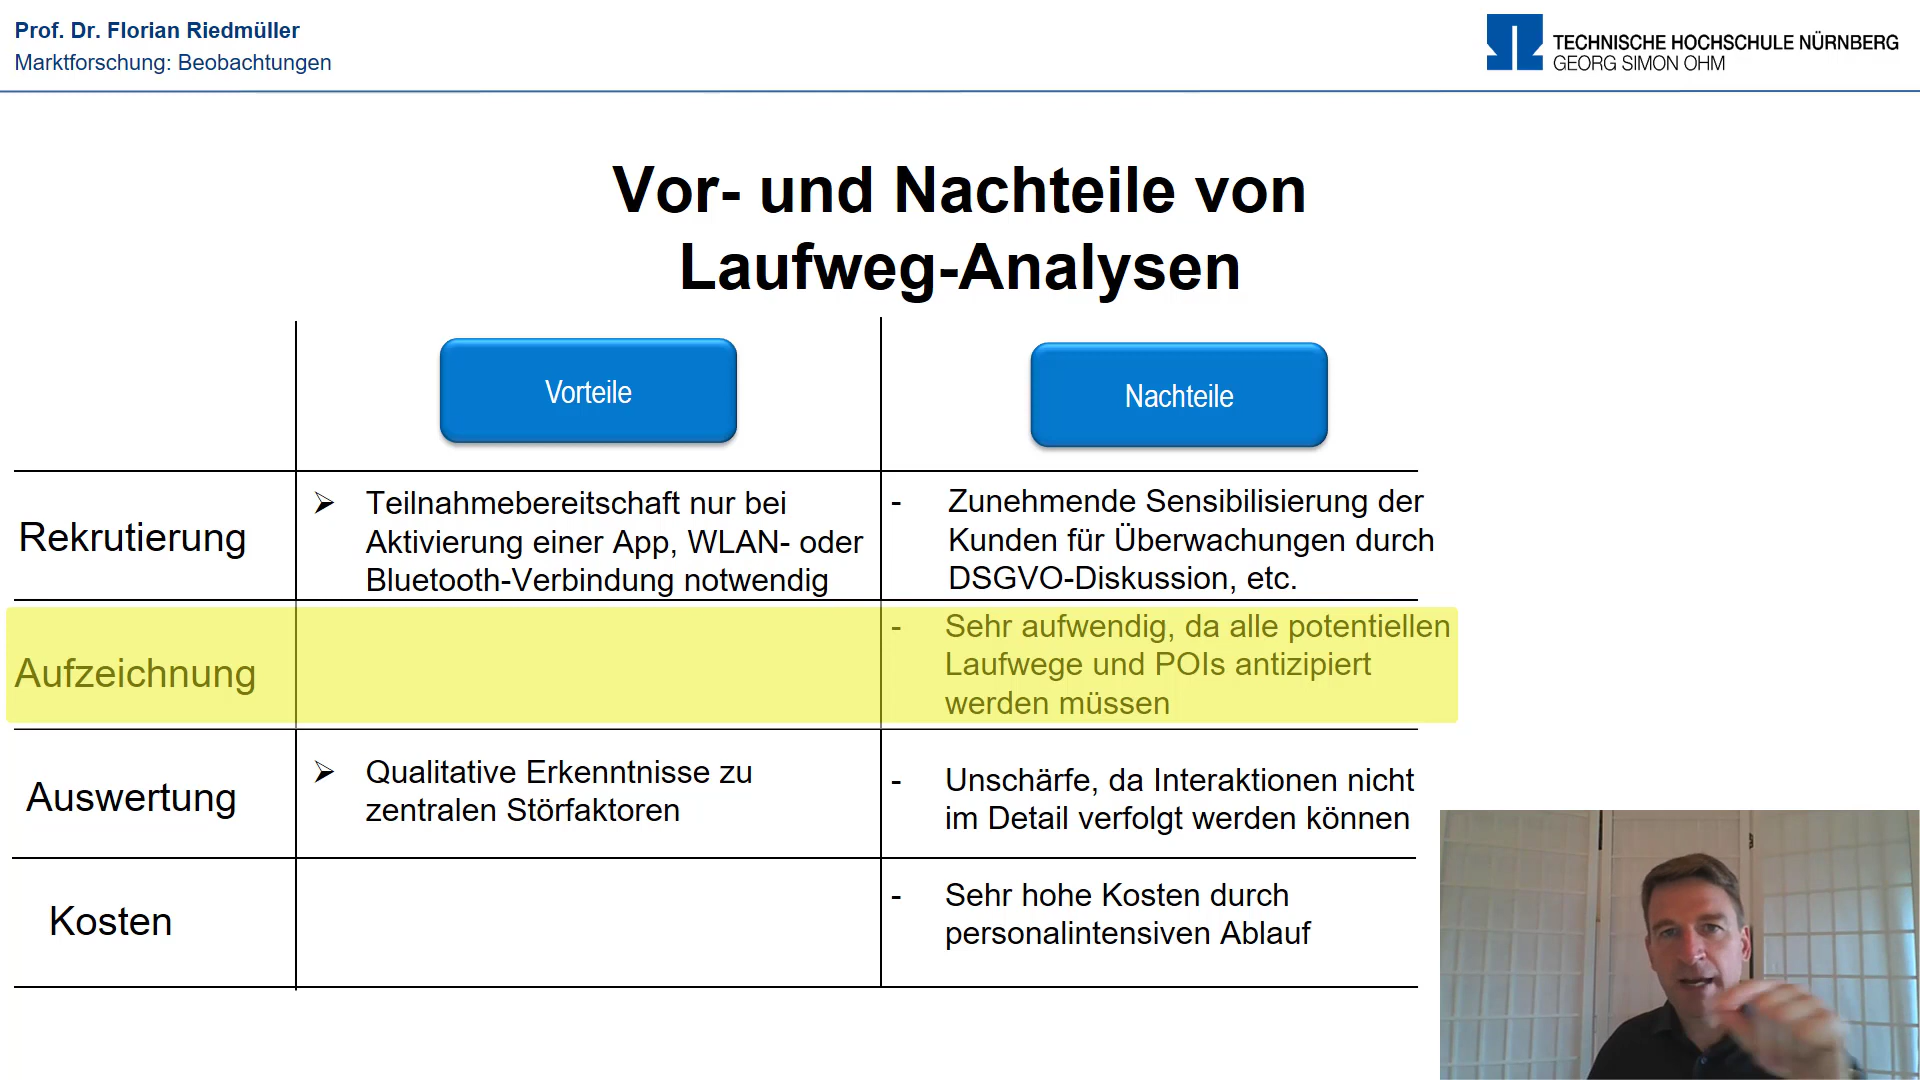 Prof. Dr. Florian Riedmüller
Marktforschung: Beobachtungen
TECHNISCHE HOCHSCHULE NÜRNBERG
GEORG SIMON OHM
Vor- und Nachteile von
Laufweg-Analysen
Vorteile
Nachteile
Rekrutierung
➢ Teilnahmebereitschaft nur bei
Aktivierung einer App, WLAN- oder
Bluetooth-Verbindung notwendig
- Zunehmende Sensibilisierung der
Kunden für Überwachungen durch
DSGVO-Diskussion, etc.
Aufzeichnung
- Sehr aufwendig, da alle potentiellen
Laufwege und POIs antizipiert
werden müssen
Auswertung
➢ Qualitative Erkenntnisse zu
zentralen Störfaktoren
- Unschärfe, da Interaktionen nicht
im Detail verfolgt werden können
Kosten
- Sehr hohe Kosten durch
personalintensiven Ablauf